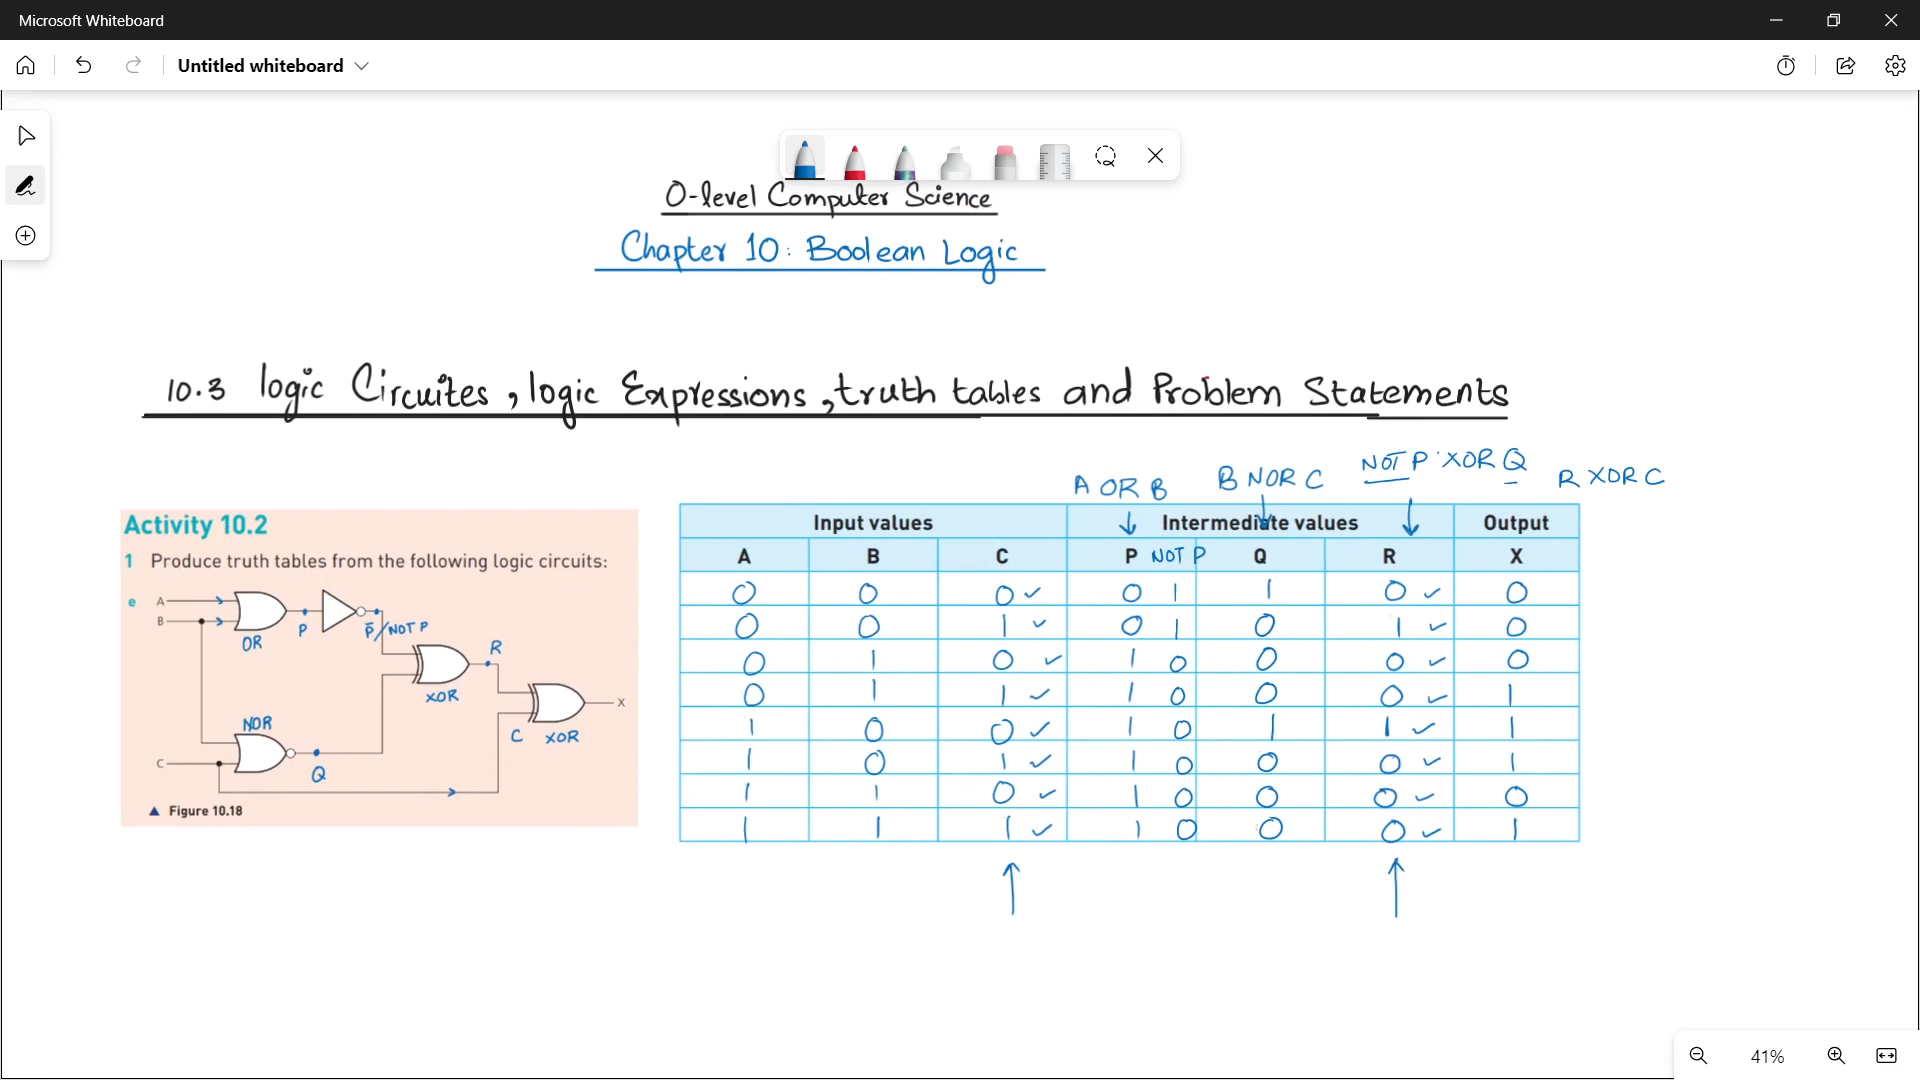 Microsoft Whiteboard
Untitled whiteboard
O-level Computer Science
Chapter 10: Boolean Logic
10.3 logic Circuites, logic Expressions, truth tables and Problem Statements
Activity 10.2
1 Produce truth tables from the following logic circuits:
e A
B
OR
P
P̄/NOT P
R
XOR
X
NOR
C XOR
C
Q
▲ Figure 10.18
A OR B B NOR C NOT P XOR Q R XOR C
Input values Intermediate values Output
A B C P NOT P Q R X
0 0 0 ✓ 0 1 1 0 ✓ 0
0 0 1 ✓ 0 1 0 1 ✓ 0
0 1 0 ✓ 1 0 0 0 ✓ 0
0 1 1 ✓ 1 0 0 0 ✓ 1
1 0 0 ✓ 1 0 1 1 ✓ 1
1 0 1 ✓ 1 0 0 0 ✓ 1
1 1 0 ✓ 1 0 0 0 ✓ 0
1 1 1 ✓ 1 0 0 0 ✓ 1
41%